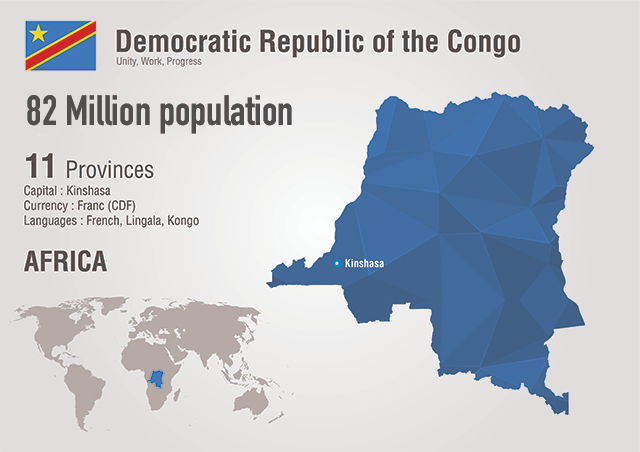 Democratic Republic of the Congo
Unity, Work, Progress
82 Million population
11 Provinces
Capital : Kinshasa
Currency : Franc (CDF)
Languages : French, Lingala, Kongo
AFRICA
Kinshasa